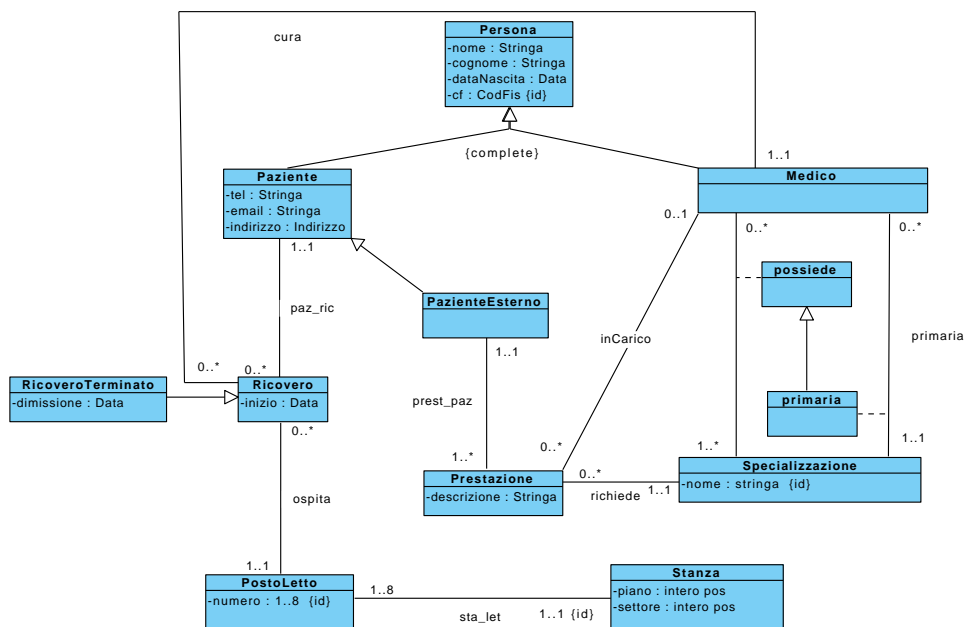 cura
Persona
-nome : Stringa
-cognome : Stringa
-dataNascita : Data
-cf : CodFis {id}
{complete}
1..1
Paziente
-tel : Stringa
-email : Stringa
-indirizzo : Indirizzo
Medico
1..1
0..1
0..*
0..*
possiede
PazienteEsterno
paz_ric
1..1
inCarico
primaria
0..*
0..*
RicoveroTerminato
-dimissione : Data
Ricovero
-inizio : Data
prest_paz
primaria
0..*
1..*
0..*
1..*
1..1
Prestazione
-descrizione : Stringa
0..*
richiede
1..1
Specializzazione
-nome : stringa {id}
ospita
1..1
PostoLetto
-numero : 1..8 {id}
1..8
sta_let
1..1 {id}
Stanza
-piano : intero pos
-settore : intero pos